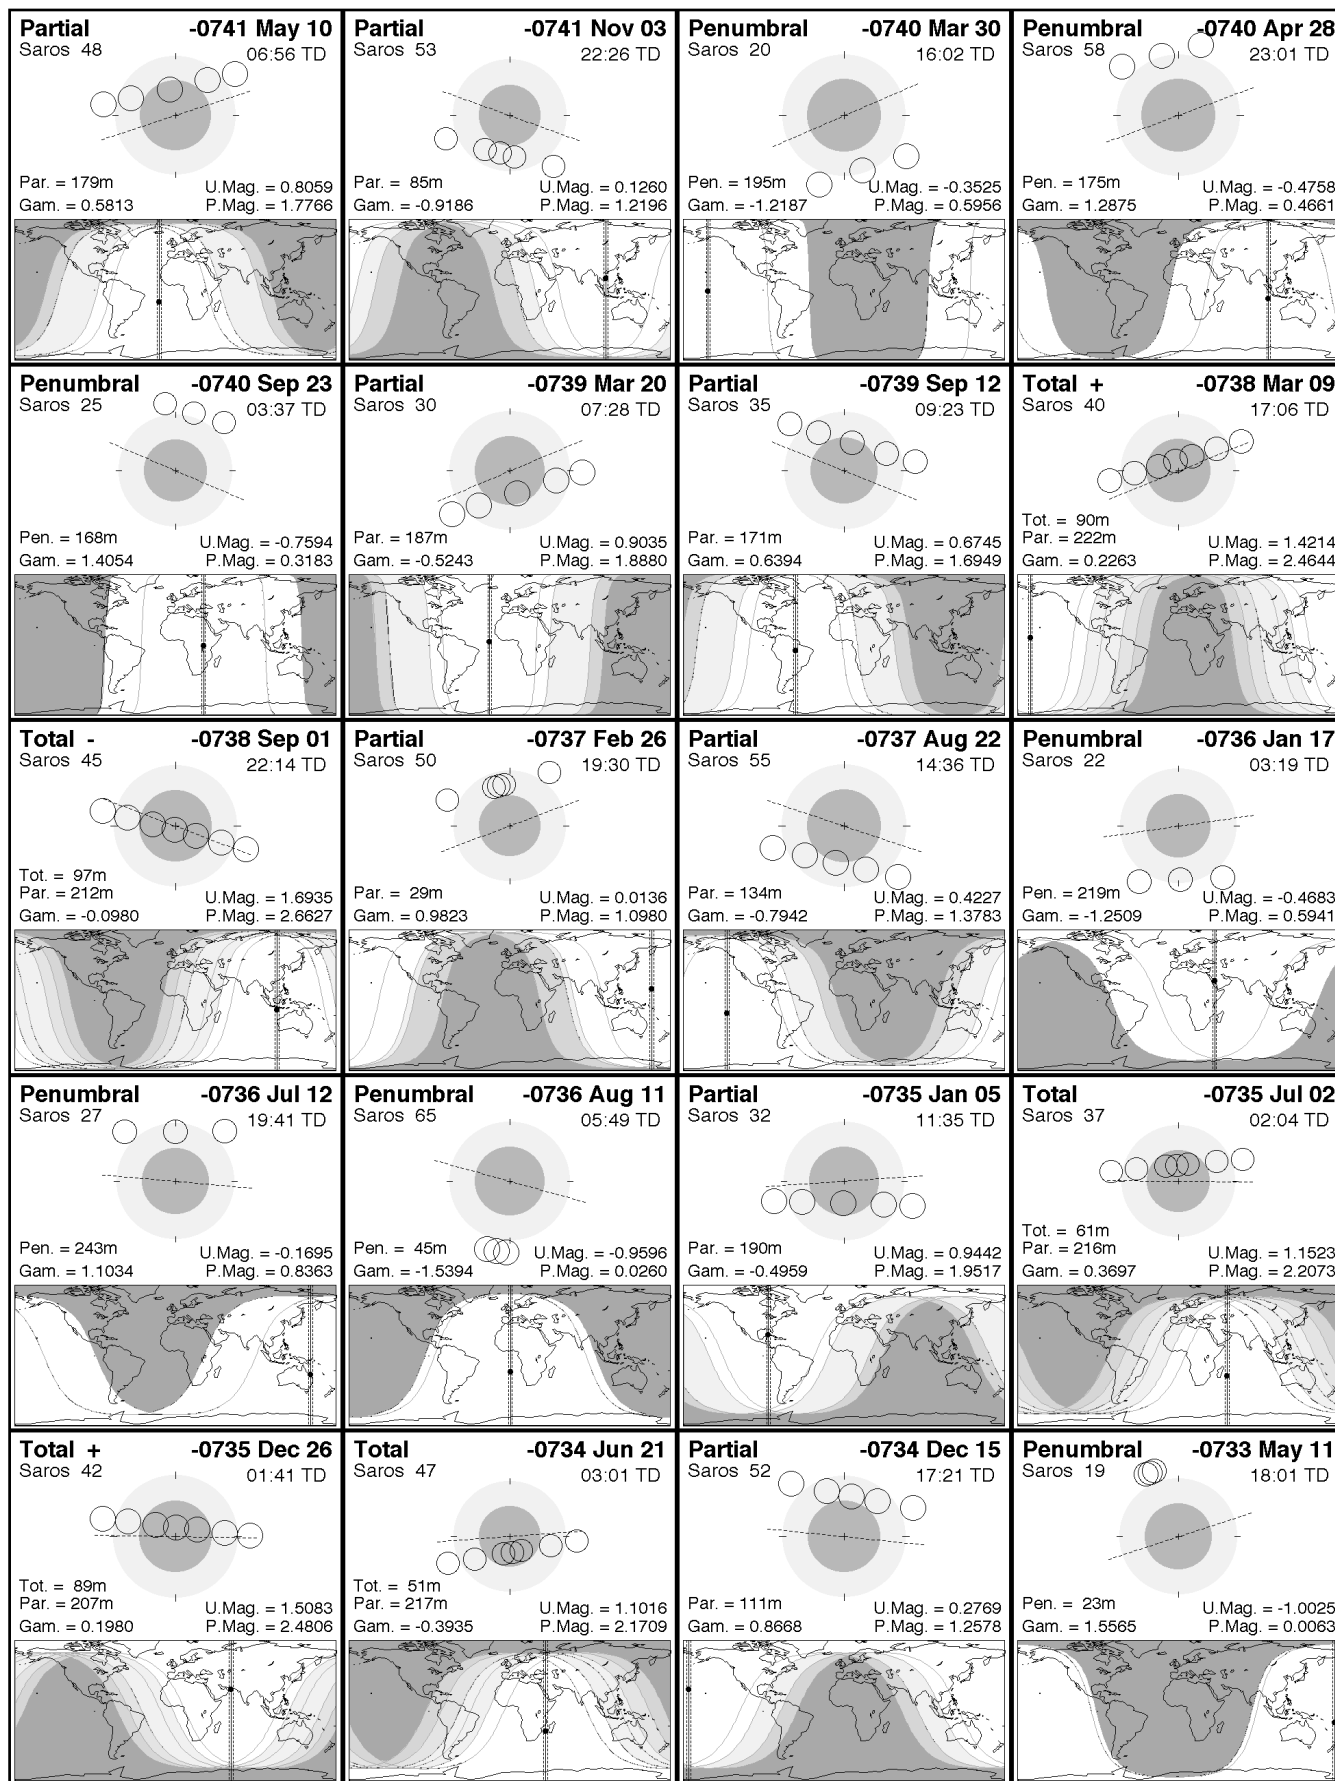 Partial -0741 May 10
Saros 48 06:56 TD
Par. = 179m U.Mag. = 0.8059
Gam. = 0.5813 P.Mag. = 1.7766
Partial -0741 Nov 03
Saros 53 22:26 TD
Par. = 85m U.Mag. = 0.1260
Gam. = -0.9186 P.Mag. = 1.2196
Penumbral -0740 Mar 30
Saros 20 16:02 TD
Pen. = 195m U.Mag. = -0.3525
Gam. = -1.2187 P.Mag. = 0.5956
Penumbral -0740 Apr 28
Saros 58 23:01 TD
Pen. = 175m U.Mag. = -0.4758
Gam. = 1.2875 P.Mag. = 0.4661
Penumbral -0740 Sep 23
Saros 25 03:37 TD
Pen. = 168m U.Mag. = -0.7594
Gam. = 1.4054 P.Mag. = 0.3183
Partial -0739 Mar 20
Saros 30 07:28 TD
Par. = 187m U.Mag. = 0.9035
Gam. = -0.5243 P.Mag. = 1.8880
Partial -0739 Sep 12
Saros 35 09:23 TD
Par. = 171m U.Mag. = 0.6745
Gam. = 0.6394 P.Mag. = 1.6949
Total + -0738 Mar 09
Saros 40 17:06 TD
Tot. = 90m
Par. = 222m U.Mag. = 1.4214
Gam. = 0.2263 P.Mag. = 2.4644
Total - -0738 Sep 01
Saros 45 22:14 TD
Tot. = 97m
Par. = 212m U.Mag. = 1.6935
Gam. = -0.0980 P.Mag. = 2.6627
Partial -0737 Feb 26
Saros 50 19:30 TD
Par. = 29m U.Mag. = 0.0136
Gam. = 0.9823 P.Mag. = 1.0980
Partial -0737 Aug 22
Saros 55 14:36 TD
Par. = 134m U.Mag. = 0.4227
Gam. = -0.7942 P.Mag. = 1.3783
Penumbral -0736 Jan 17
Saros 22 03:19 TD
Pen. = 219m U.Mag. = -0.4683
Gam. = -1.2509 P.Mag. = 0.5941
Penumbral -0736 Jul 12
Saros 27 19:41 TD
Pen. = 243m U.Mag. = -0.1695
Gam. = 1.1034 P.Mag. = 0.8363
Penumbral -0736 Aug 11
Saros 65 05:49 TD
Pen. = 45m U.Mag. = -0.9596
Gam. = -1.5394 P.Mag. = 0.0260
Partial -0735 Jan 05
Saros 32 11:35 TD
Par. = 190m U.Mag. = 0.9442
Gam. = -0.4959 P.Mag. = 1.9517
Total -0735 Jul 02
Saros 37 02:04 TD
Tot. = 61m
Par. = 216m U.Mag. = 1.1523
Gam. = 0.3697 P.Mag. = 2.2073
Total + -0735 Dec 26
Saros 42 01:41 TD
Tot. = 89m
Par. = 207m U.Mag. = 1.5083
Gam. = 0.1980 P.Mag. = 2.4806
Total -0734 Jun 21
Saros 47 03:01 TD
Tot. = 51m
Par. = 217m U.Mag. = 1.1016
Gam. = -0.3935 P.Mag. = 2.1709
Partial -0734 Dec 15
Saros 52 17:21 TD
Par. = 111m U.Mag. = 0.2769
Gam. = 0.8668 P.Mag. = 1.2578
Penumbral -0733 May 11
Saros 19 18:01 TD
Pen. = 23m U.Mag. = -1.0025
Gam. = 1.5565 P.Mag. = 0.0063